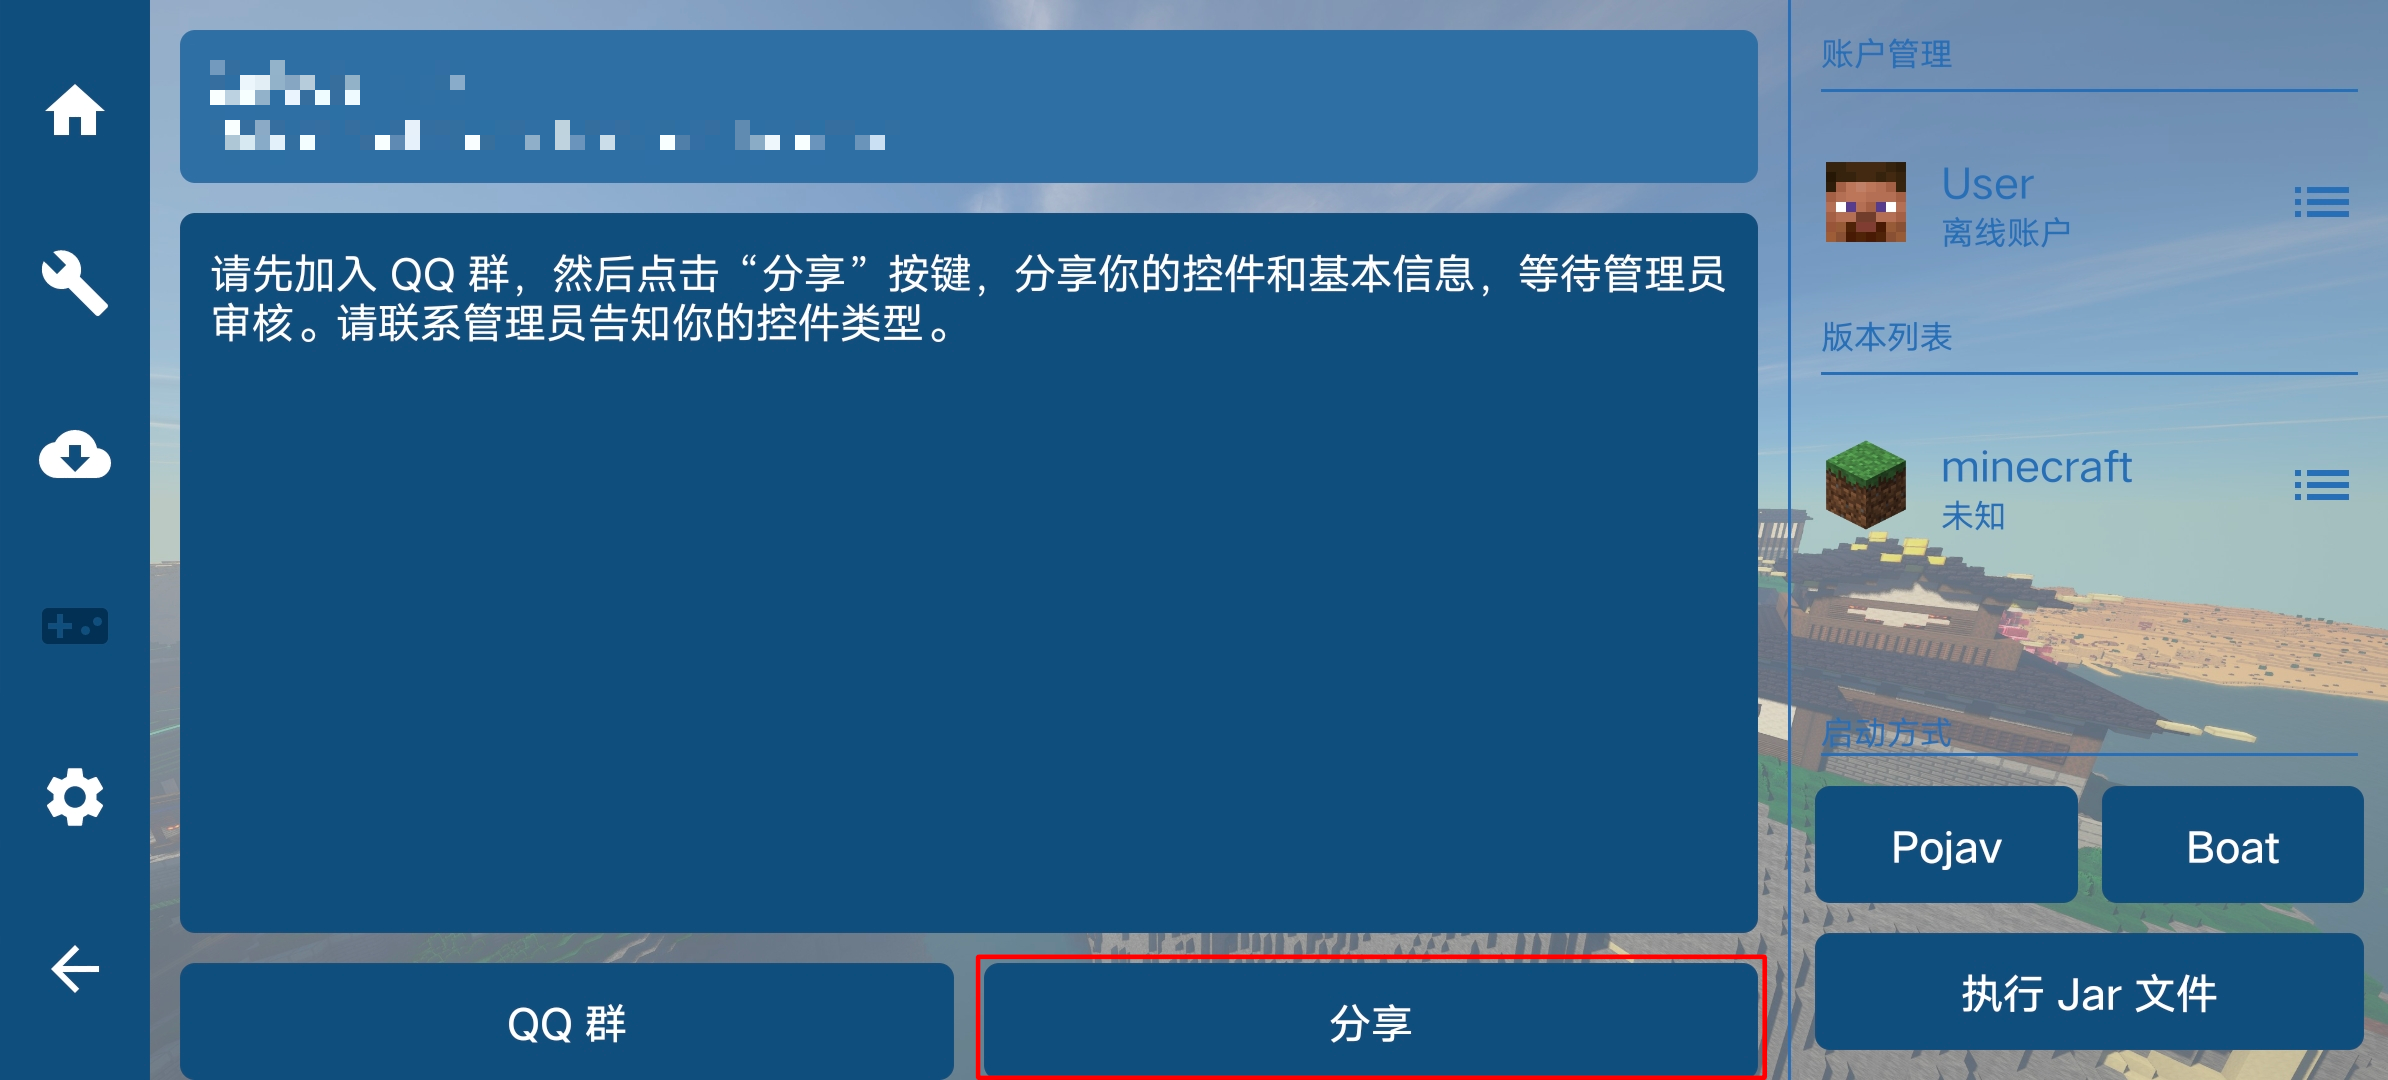 请先加入 QQ 群，然后点击“分享”按键，分享你的控件和基本信息，等待管理员
审核。请联系管理员告知你的控件类型。
QQ 群
分享
账户管理
User
离线账户
版本列表
minecraft
未知
启动方式
Pojav
Boat
执行 Jar 文件